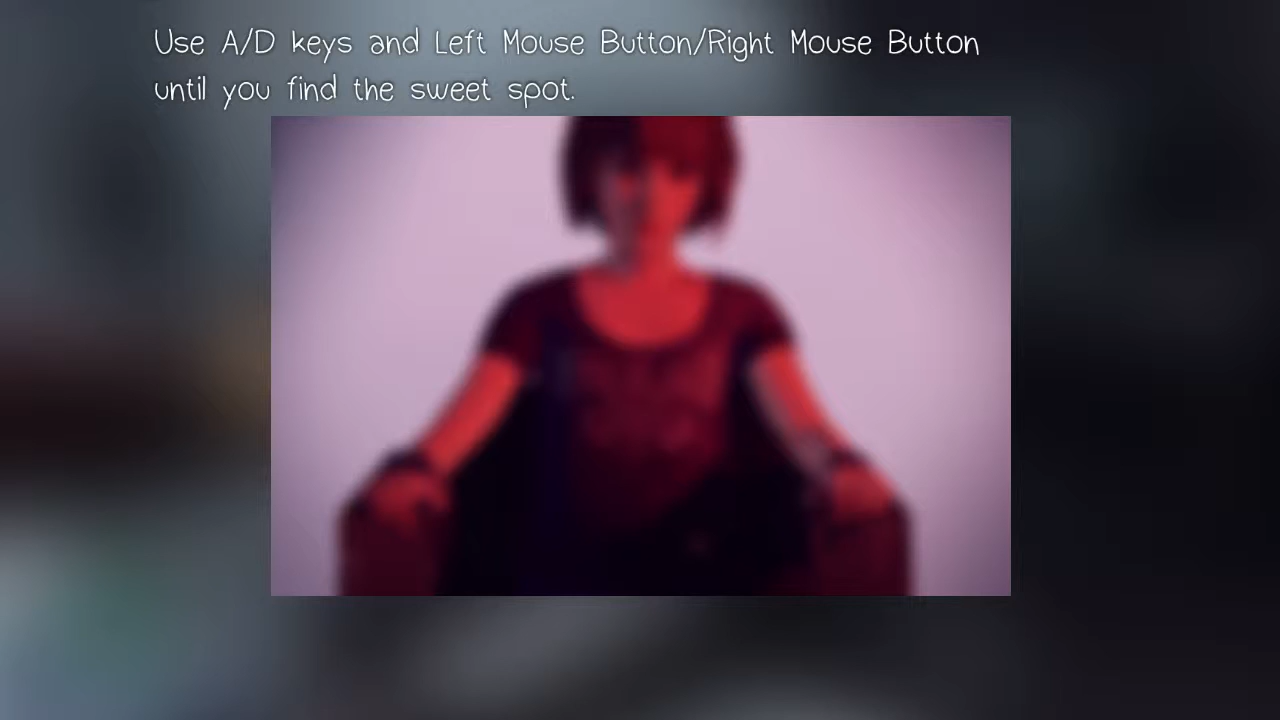 Use A/D keys and Left Mouse Button/Right Mouse Button
until you find the sweet spot.